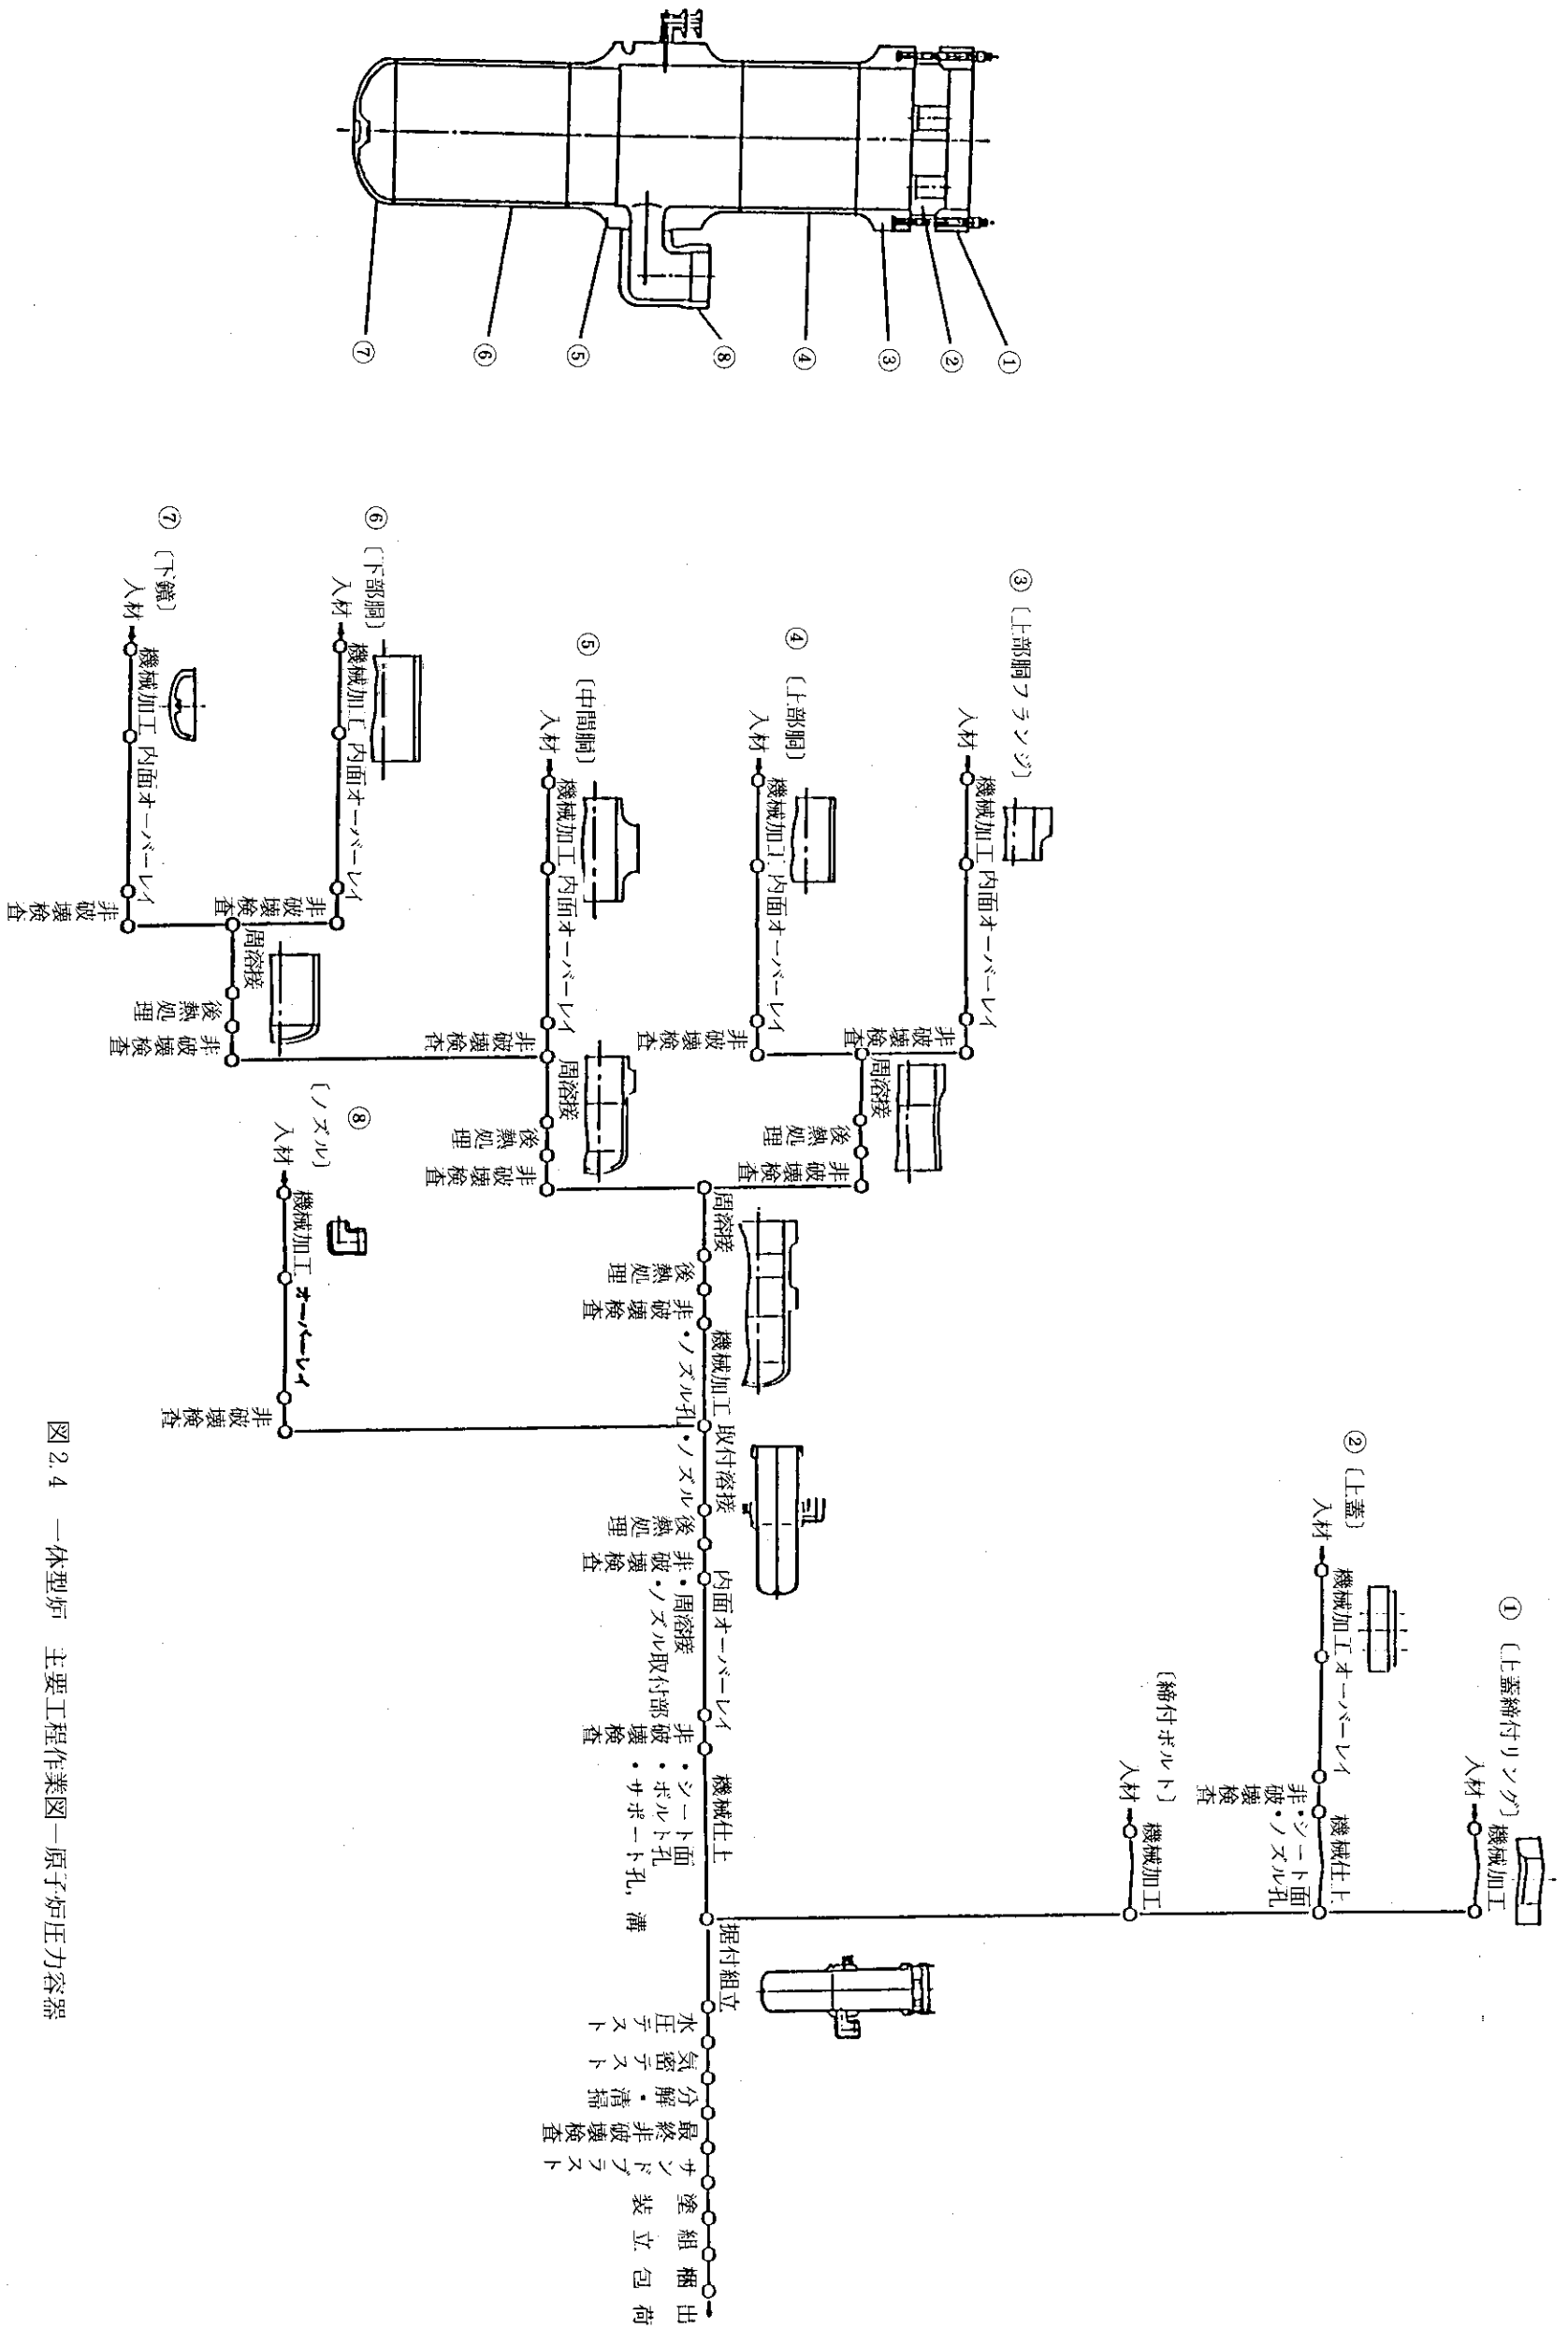 ①
②
③
④
⑧
⑤
⑥
⑦
① 〔上蓋締付リング〕
入材
機械加工
② 〔上蓋〕
入材
機械加工
オーバーレイ
非破壊検査
機械仕上
・シート面
・ノズル孔
〔締付ボルト〕
入材
機械加工
③ 〔上部胴フランジ〕
入材
機械加工
内面オーバーレイ
非破壊検査
④ 〔上部胴〕
入材
機械加工
内面オーバーレイ
非破壊検査
周溶接
後熱処理
非破壊検査
⑤ 〔中間胴〕
入材
機械加工
内面オーバーレイ
非破壊検査
周溶接
後熱処理
非破壊検査
⑥ 〔下部胴〕
入材
機械加工
内面オーバーレイ
非破壊検査
⑦ 〔下鏡〕
入材
機械加工
内面オーバーレイ
非破壊検査
周溶接
後熱処理
非破壊検査
周溶接
後熱処理
非破壊検査
機械加工
・ノズル孔
取付溶接
・ノズル
後熱処理
非破壊検査
内面オーバーレイ
・周溶接
・ノズル取付部
非破壊検査
機械仕上
・シート面
・ボルト孔
・サポート孔,溝
据付組立
水圧テスト
気密テスト
分解・清掃
最終非破壊検査
サンドブラスト
塗装
組立
梱包
出荷
⑧
〔ノズル〕
入材
機械加工
オーバーレイ
非破壊検査
図2.4 一体型炉 主要工程作業図−原子炉圧力容器